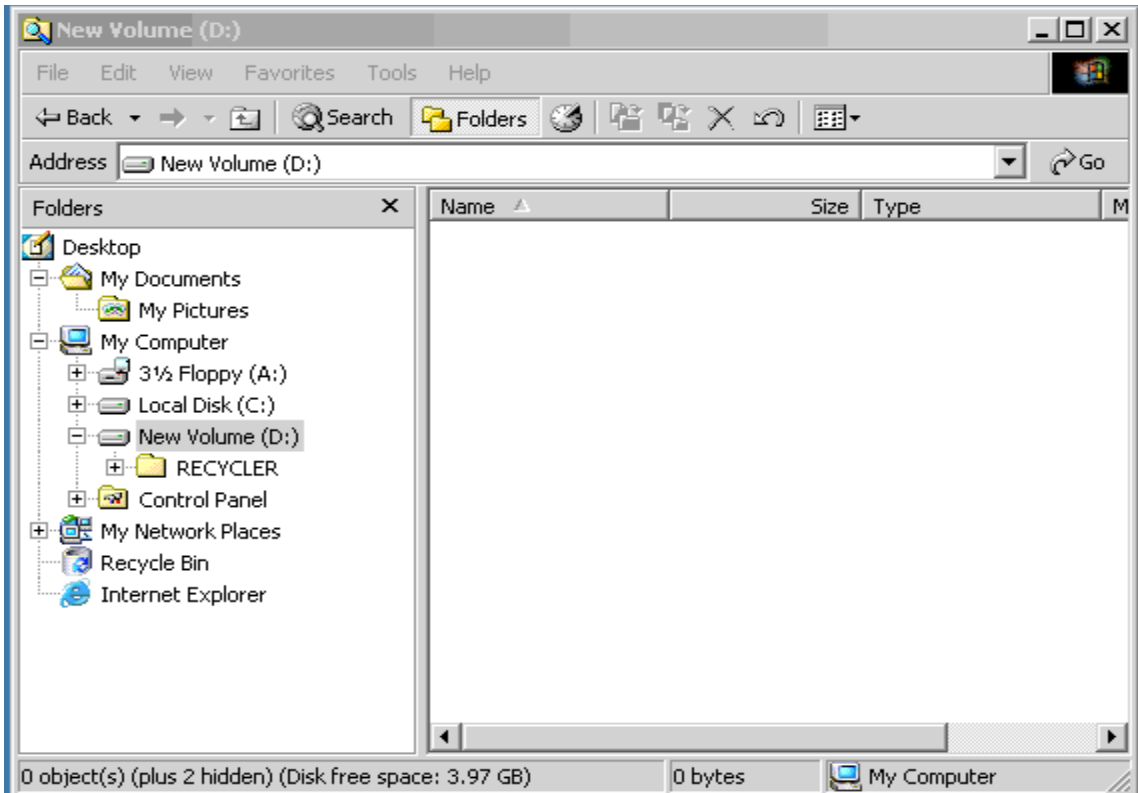 New Volume (D:)
File Edit View Favorites Tools Help
Back Search Folders
Address New Volume (D:) Go
Folders
Name Size Type M
Desktop
My Documents
My Pictures
My Computer
3½ Floppy (A:)
Local Disk (C:)
New Volume (D:)
RECYCLER
Control Panel
My Network Places
Recycle Bin
Internet Explorer
0 object(s) (plus 2 hidden) (Disk free space: 3.97 GB) 0 bytes My Computer